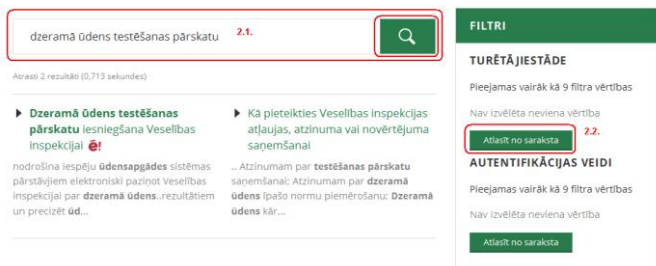 dzeramā ūdens testēšanas pārskatu 2.1.
Atrasti 2 rezultāti (0,713 sekundes)
Dzeramā ūdens testēšanas
pārskatu iesniegšana Veselības
inspekcijai ē!
nodrošina iespēju ūdensapgādes sistēmas
pārstāvjiem elektroniski paziņot Veselības
inspekcijai par dzeramā ūdens..rezultātiem
un precizēt ūd...
Kā pieteikties Veselības inspekcijas
atļaujas, atzinuma vai novērtējuma
saņemšanai
.. Atzinumam par testēšanas pārskatu
saņemšanai; Atzinumam par dzeramā
ūdens īpašo normu piemērošanu; Dzeramā
ūdens kār...
FILTRI
TURĒTĀJIESTĀDE
Pieejamas vairāk kā 9 filtra vērtības
Nav izvēlēta neviena vērtība
Atlasīt no saraksta 2.2.
AUTENTIFIKĀCIJAS VEIDI
Pieejamas vairāk kā 9 filtra vērtības
Nav izvēlēta neviena vērtība
Atlasīt no saraksta